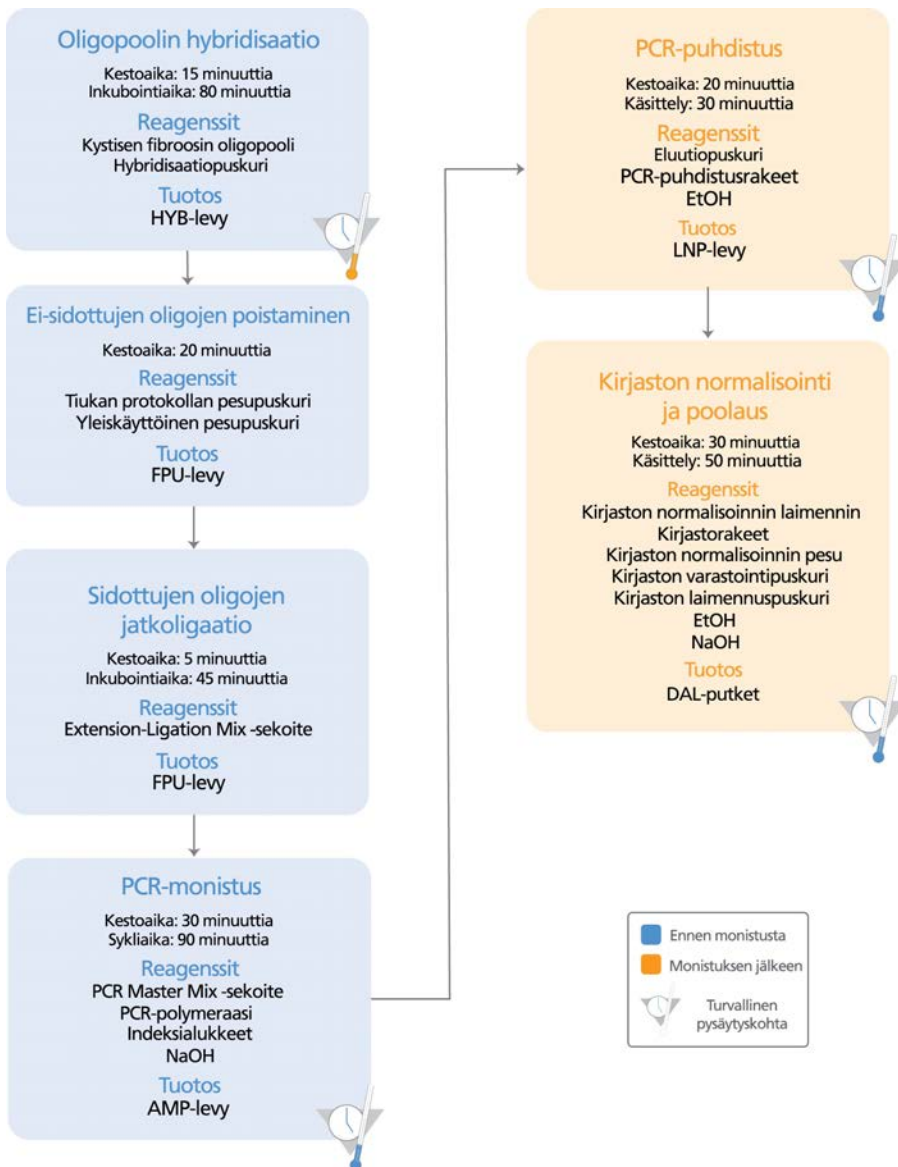 Oligopoolin hybridisaatio
Kestoaika: 15 minuuttia
Inkubointiaika: 80 minuuttia
Reagenssit
Kystisen fibroosin oligopooli
Hybridisaatiopuskuri
Tuotos
HYB-levy
Ei-sidottujen oligojen poistaminen
Kestoaika: 20 minuuttia
Reagenssit
Tiukan protokollan pesupuskuri
Yleiskäyttöinen pesupuskuri
Tuotos
FPU-levy
Sidottujen oligojen
jatkoligaatio
Kestoaika: 5 minuuttia
Inkubointiaika: 45 minuuttia
Reagenssit
Extension-Ligation Mix -sekoite
Tuotos
FPU-levy
PCR-monistus
Kestoaika: 30 minuuttia
Sykliaika: 90 minuuttia
Reagenssit
PCR Master Mix -sekoite
PCR-polymeraasi
Indeksialukkeet
NaOH
Tuotos
AMP-levy
PCR-puhdistus
Kestoaika: 20 minuuttia
Käsittely: 30 minuuttia
Reagenssit
Eluutiopuskuri
PCR-puhdistusrakeet
EtOH
Tuotos
LNP-levy
Kirjaston normalisointi
ja poolaus
Kestoaika: 30 minuuttia
Käsittely: 50 minuuttia
Reagenssit
Kirjaston normalisoinnin laimennin
Kirjastorakeet
Kirjaston normalisoinnin pesu
Kirjaston varastointipuskuri
Kirjaston laimennuspuskuri
EtOH
NaOH
Tuotos
DAL-putket
Ennen monistusta
Monistuksen jälkeen
Turvallinen
pysäytyskohta